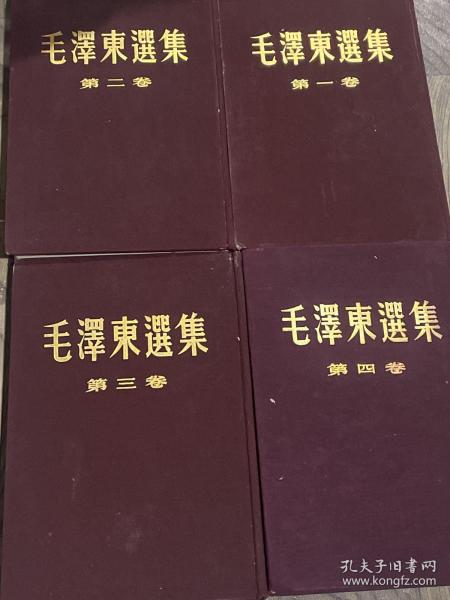 毛澤東選集
第二卷
毛澤東選集
第一卷
毛澤東選集
第三卷
毛澤東選集
第四卷
孔夫子旧书网
www.kongfz.com